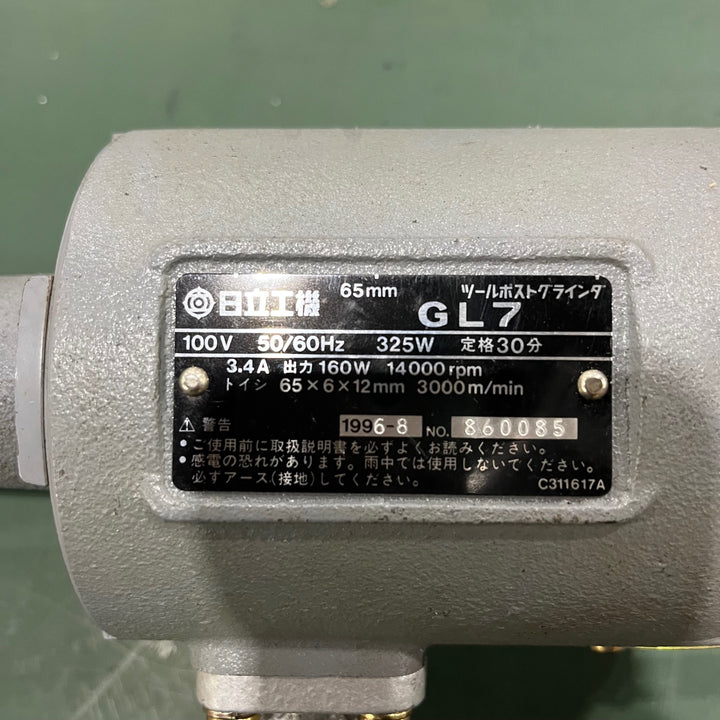 日立工機 65mm GL7 ツールポストグラインダ
100V 50/60Hz 325W 定格30分
3.4A 出力160W 14000rpm
トイシ 65×6×12mm 3000m/min
⚠警告 1996-8 NO. 860085
•ご使用前に取扱説明書を必ずよくお読みください。
•感電の恐れがあります。雨中では使用しないでください。
必ずアース(接地)してください。 C311617A